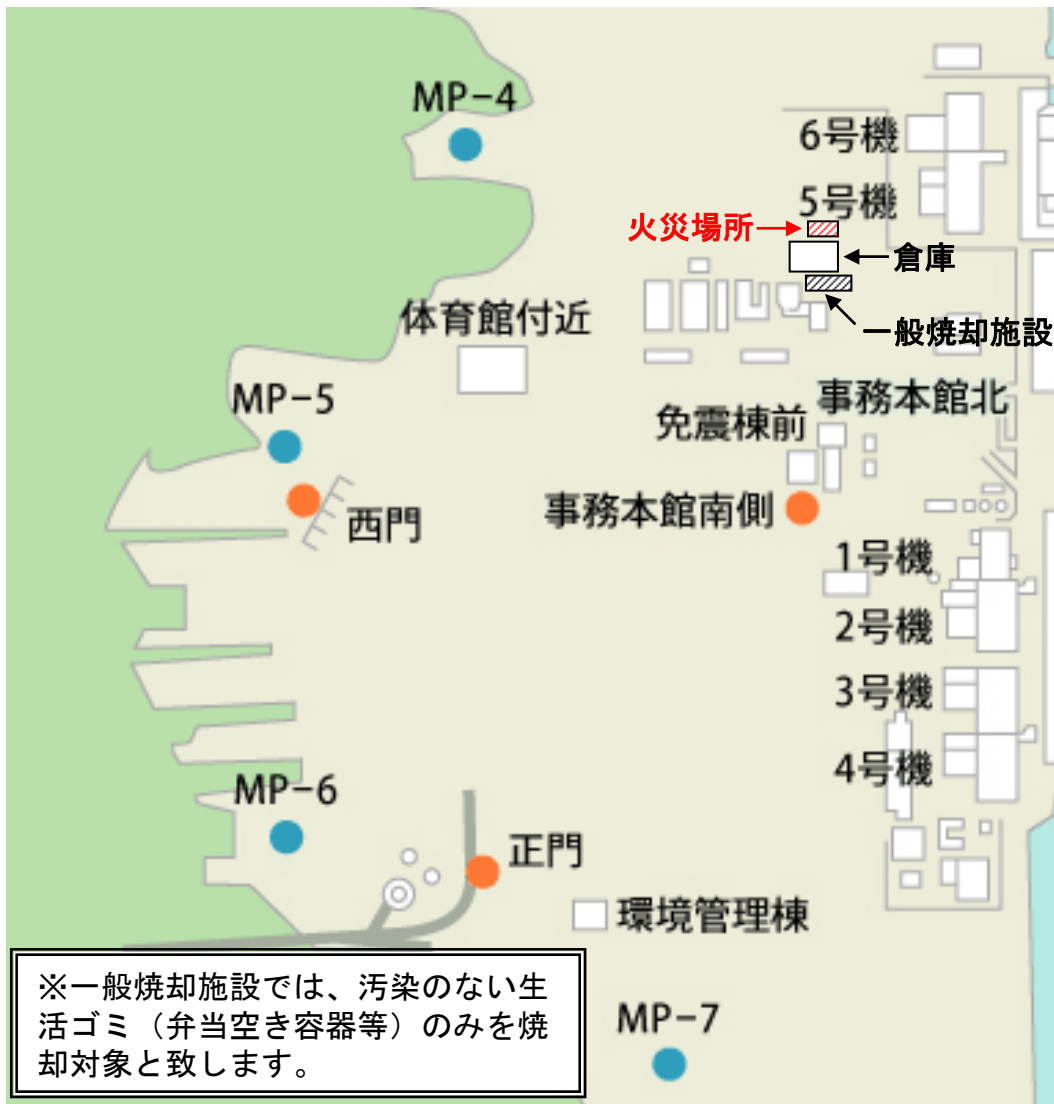 MP-4
6号機
5号機
火災場所
倉庫
体育館付近
一般焼却施設
MP-5
事務本館北
免震棟前
西門
事務本館南側
1号機
2号機
3号機
4号機
MP-6
正門
環境管理棟
※一般焼却施設では、汚染のない生
活ゴミ（弁当空き容器等）のみを焼
却対象と致します。
MP-7